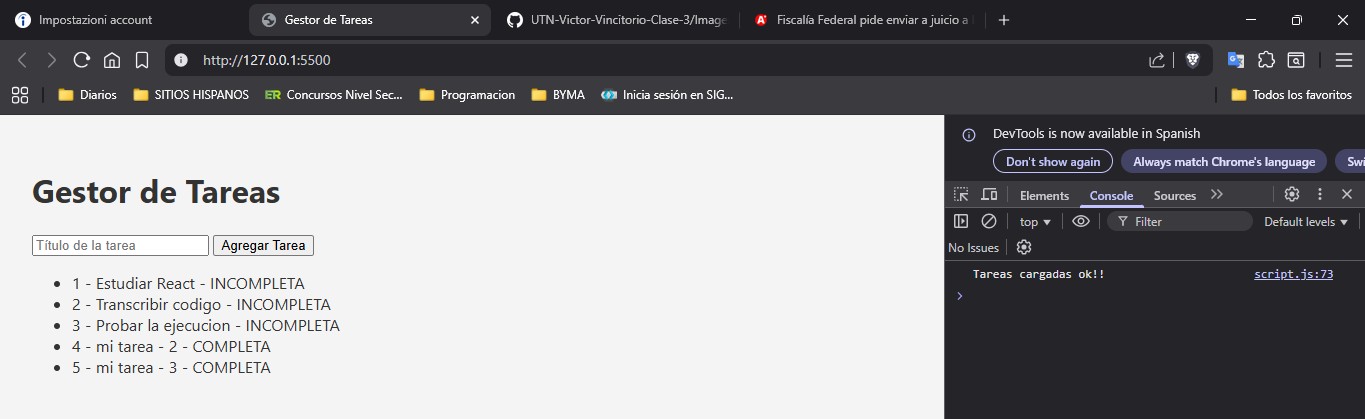 Impostazioni account
Gestor de Tareas
UTN-Victor-Vincitorio-Clase-3/Image
Fiscalía Federal pide enviar a juicio a
http://127.0.0.1:5500
Diarios
SITIOS HISPANOS
ER Concursos Nivel Sec...
Programacion
BYMA
Inicia sesión en SIG...
Todos los favoritos
Gestor de Tareas
Título de la tarea
Agregar Tarea
1 - Estudiar React - INCOMPLETA
2 - Transcribir codigo - INCOMPLETA
3 - Probar la ejecucion - INCOMPLETA
4 - mi tarea - 2 - COMPLETA
5 - mi tarea - 3 - COMPLETA
DevTools is now available in Spanish
Don't show again
Always match Chrome's language
Swi
Elements
Console
Sources
top
Filter
Default levels
No Issues
Tareas cargadas ok!! script.js:73